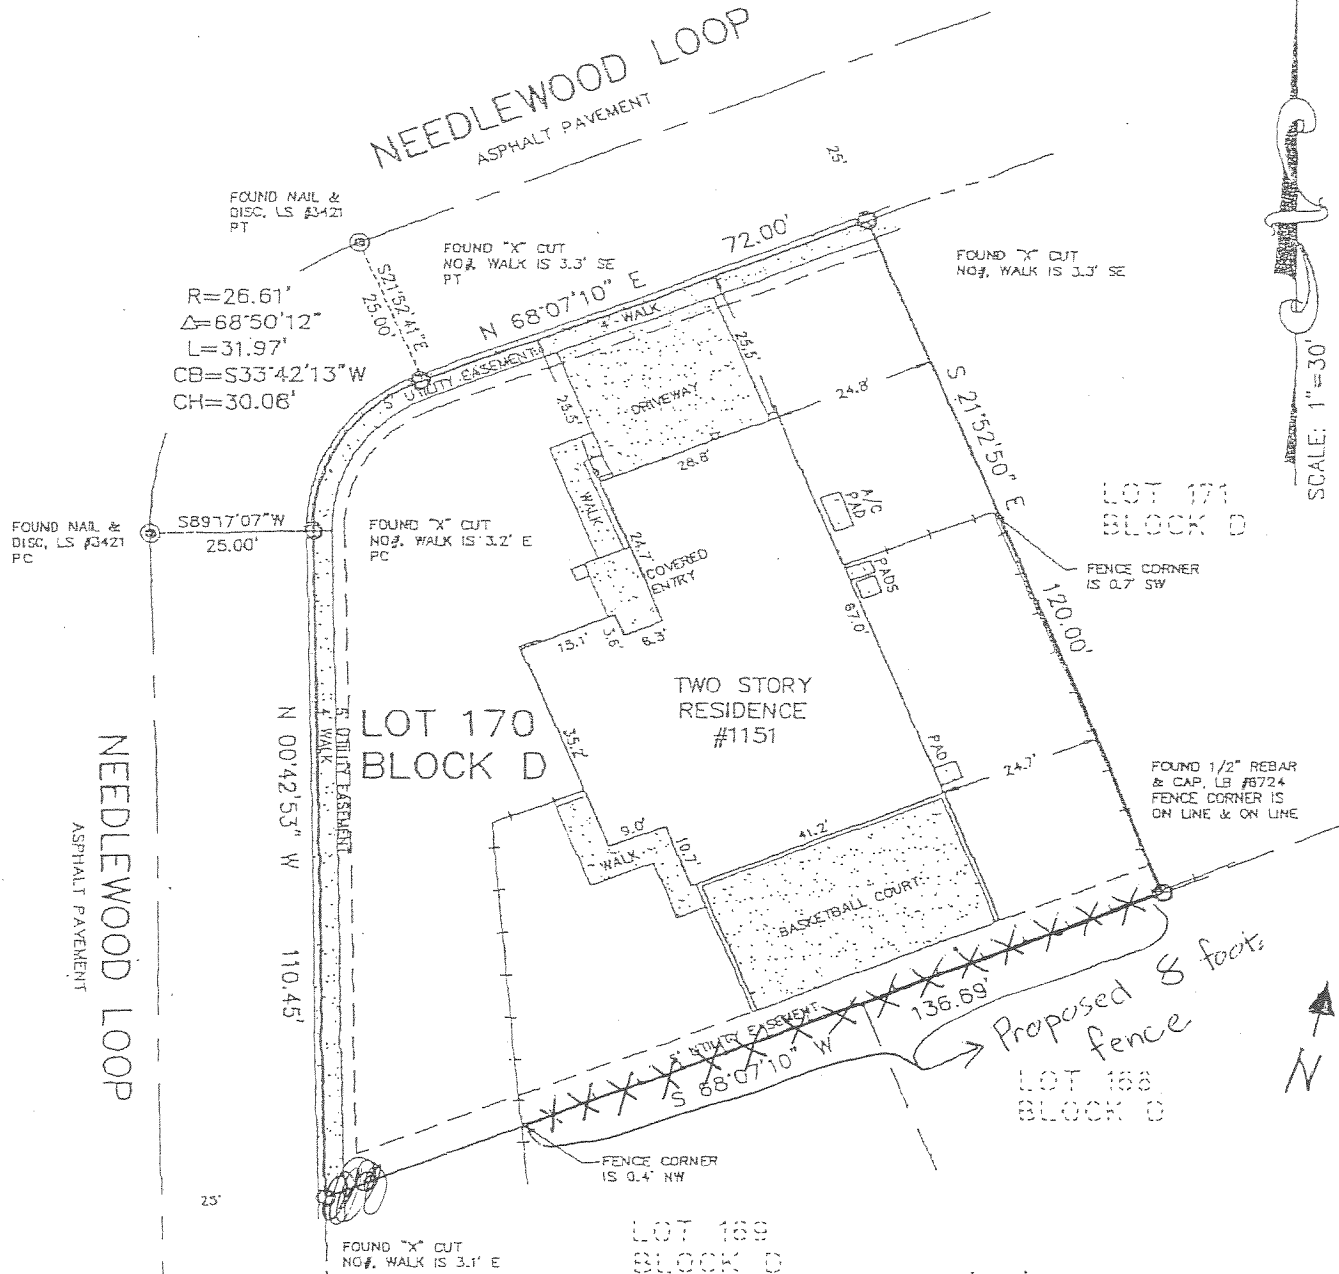 NEEDLEWOOD LOOP
ASPHALT PAVEMENT
25'
FOUND NAIL &
DISC, LS #3421
PT
FOUND "X" CUT
NO#, WALK IS 3.3' SE
PT
72.00'
FOUND "X" CUT
NO#, WALK IS 3.3' SE
S21°52'41"E
25.00'
R=26.61'
Δ=68°50'12"
L=31.97'
CB=S33°42'13"W
CH=30.08'
N 68°07'10" E
4' WALK
5' UTILITY EASEMENT
25.5'
25.5'
DRIVEWAY
24.8'
28.8'
S 21°52'50" E
120.00'
SCALE: 1"=30'
LOT 171
BLOCK D
A/C
PAD
WALK
24.7'
COVERED
ENTRY
PADS
67.0'
FENCE CORNER
IS 0.7' SW
FOUND NAIL &
DISC, LS #3421
PC
S89°17'07"W
25.00'
FOUND "X" CUT
NO#, WALK IS 3.2' E
PC
15.1'
3.6'
6.3'
TWO STORY
RESIDENCE
#1151
LOT 170
BLOCK D
35.2'
N 00°42'53" W
110.45'
4' WALK
5' UTILITY EASEMENT
PAD
24.7'
FOUND 1/2" REBAR
& CAP, LB #6724
FENCE CORNER IS
ON LINE & ON LINE
NEEDLEWOOD LOOP
ASPHALT PAVEMENT
9.0'
WALK
10.7'
41.2'
BASKETBALL COURT
5' UTILITY EASEMENT
136.69'
S 68°07'10" W
Proposed 8 foot
fence
LOT 168
BLOCK D
N
FENCE CORNER
IS 0.4' NW
25'
FOUND "X" CUT
NO#, WALK IS 3.1' E
LOT 169
BLOCK D